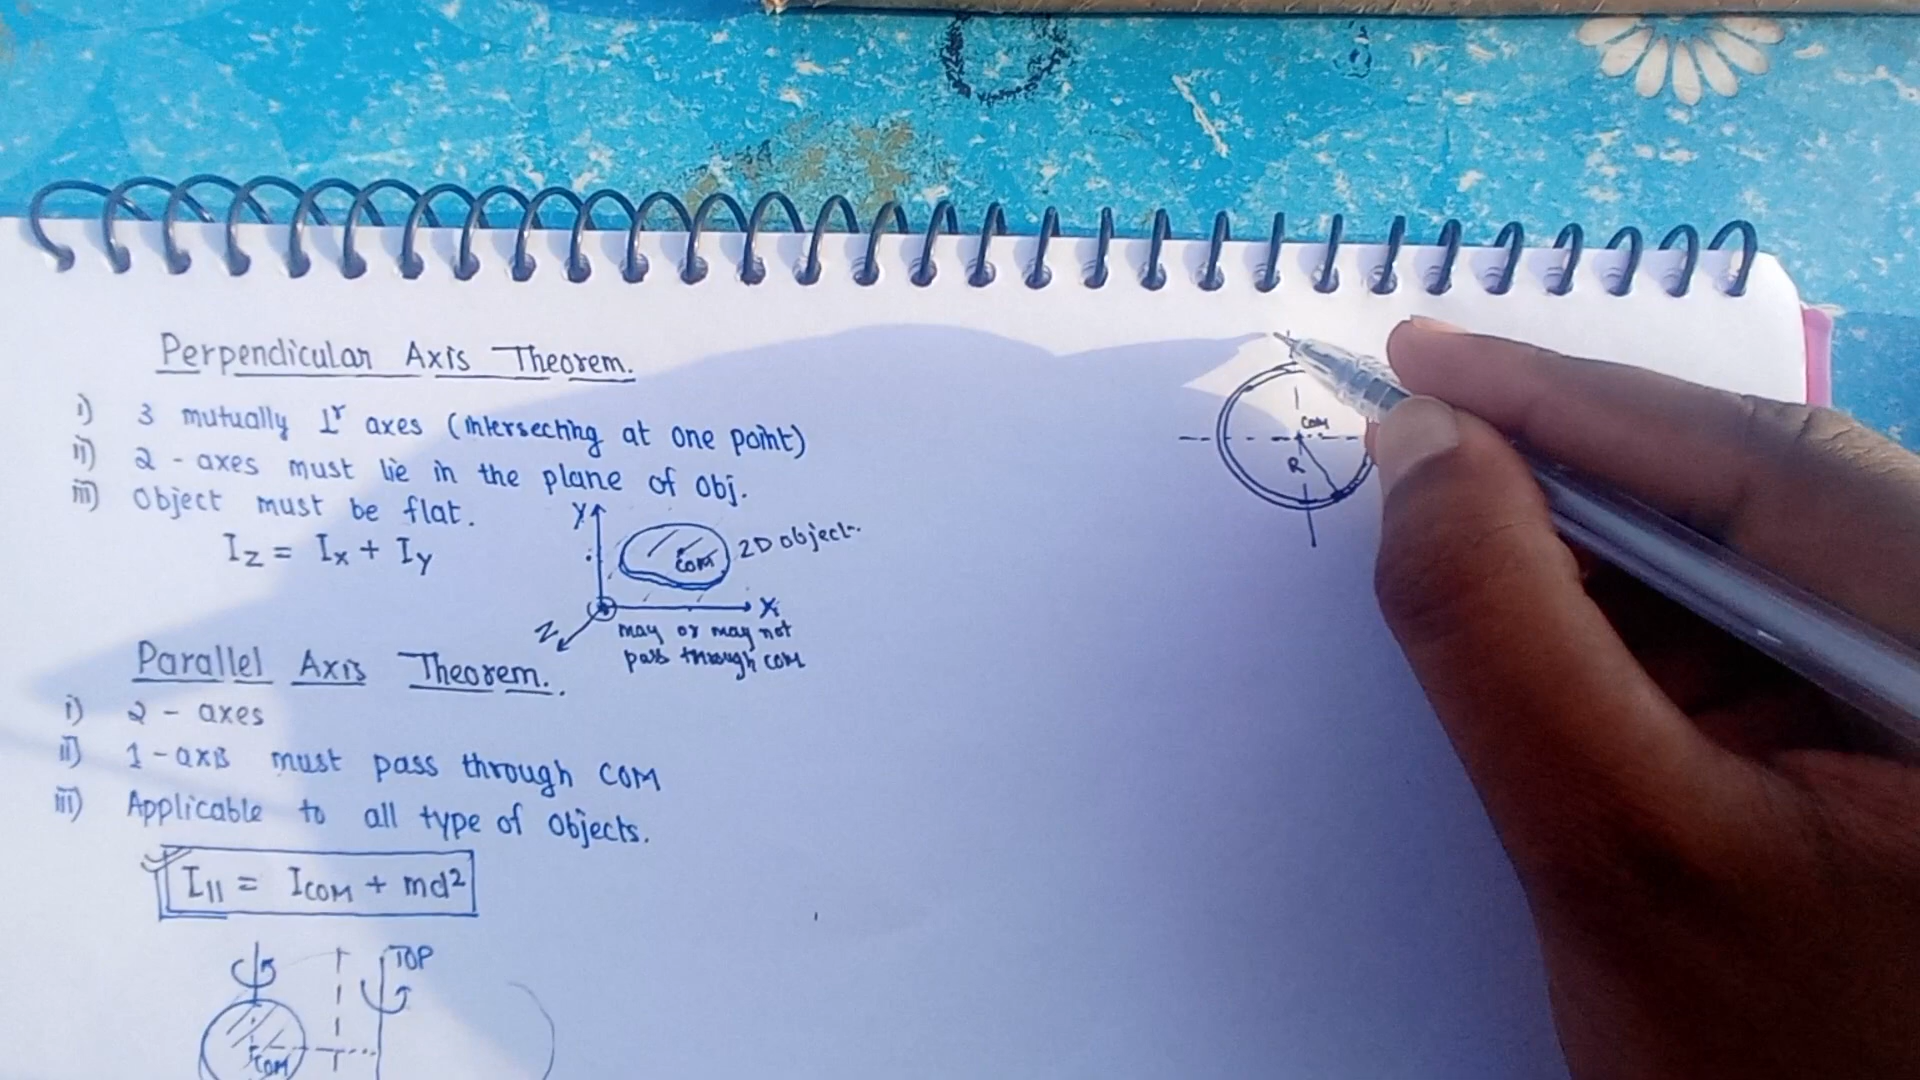 Perpendicular Axis Theorem.
i) 3 mutually ⊥r axes (intersecting at one point)
ii) 2 - axes must lie in the plane of obj.
iii) Object must be flat.
Iz = Ix + Iy
Y
COM
2D object
X
Z
may or may not
pass through COM
Parallel Axis Theorem.
i) 2 - axes
ii) 1 - axis must pass through COM
iii) Applicable to all type of Objects.
I11 = ICOM + md²
TOP
COM
COM
R